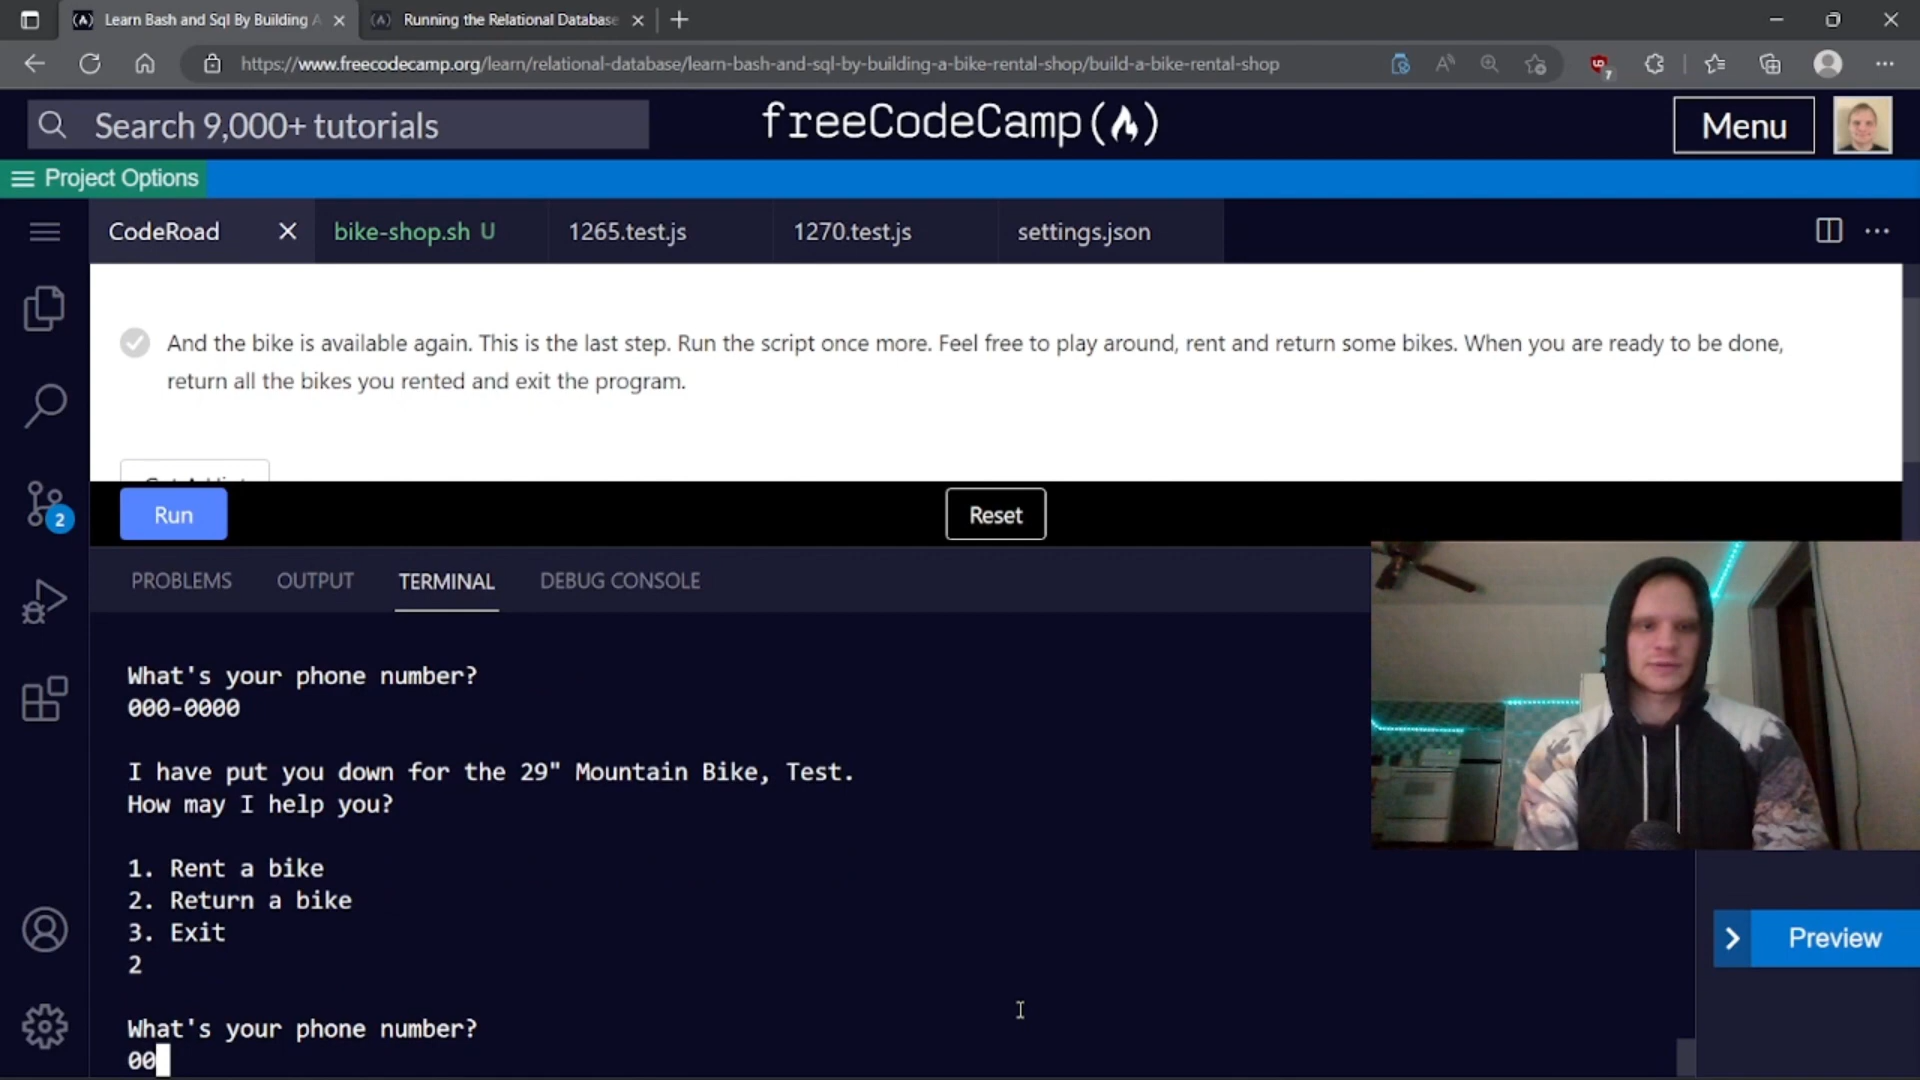 Learn Bash and Sql By Building A
Running the Relational Database
https://www.freecodecamp.org/learn/relational-database/learn-bash-and-sql-by-building-a-bike-rental-shop/build-a-bike-rental-shop
7
Search 9,000+ tutorials
freeCodeCamp
Menu
Project Options
CodeRoad
bike-shop.sh U
1265.test.js
1270.test.js
settings.json
And the bike is available again. This is the last step. Run the script once more. Feel free to play around, rent and return some bikes. When you are ready to be done,
return all the bikes you rented and exit the program.
2
Run
Reset
PROBLEMS
OUTPUT
TERMINAL
DEBUG CONSOLE
What's your phone number?
000-0000
I have put you down for the 29" Mountain Bike, Test.
How may I help you?
1. Rent a bike
2. Return a bike
3. Exit
2
What's your phone number?
00
Preview